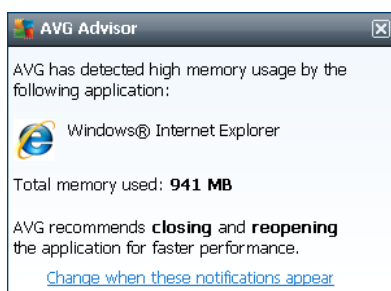 AVG Advisor
AVG has detected high memory usage by the
following application:
Windows® Internet Explorer
Total memory used: 941 MB
AVG recommends closing and reopening
the application for faster performance.
Change when these notifications appear